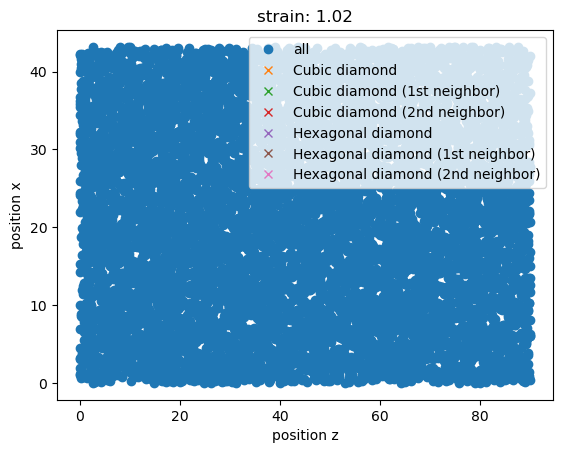 strain: 1.02
all
Cubic diamond
Cubic diamond (1st neighbor)
Cubic diamond (2nd neighbor)
Hexagonal diamond
Hexagonal diamond (1st neighbor)
Hexagonal diamond (2nd neighbor)
position x
40
30
20
10
0
0
20
40
60
80
position z